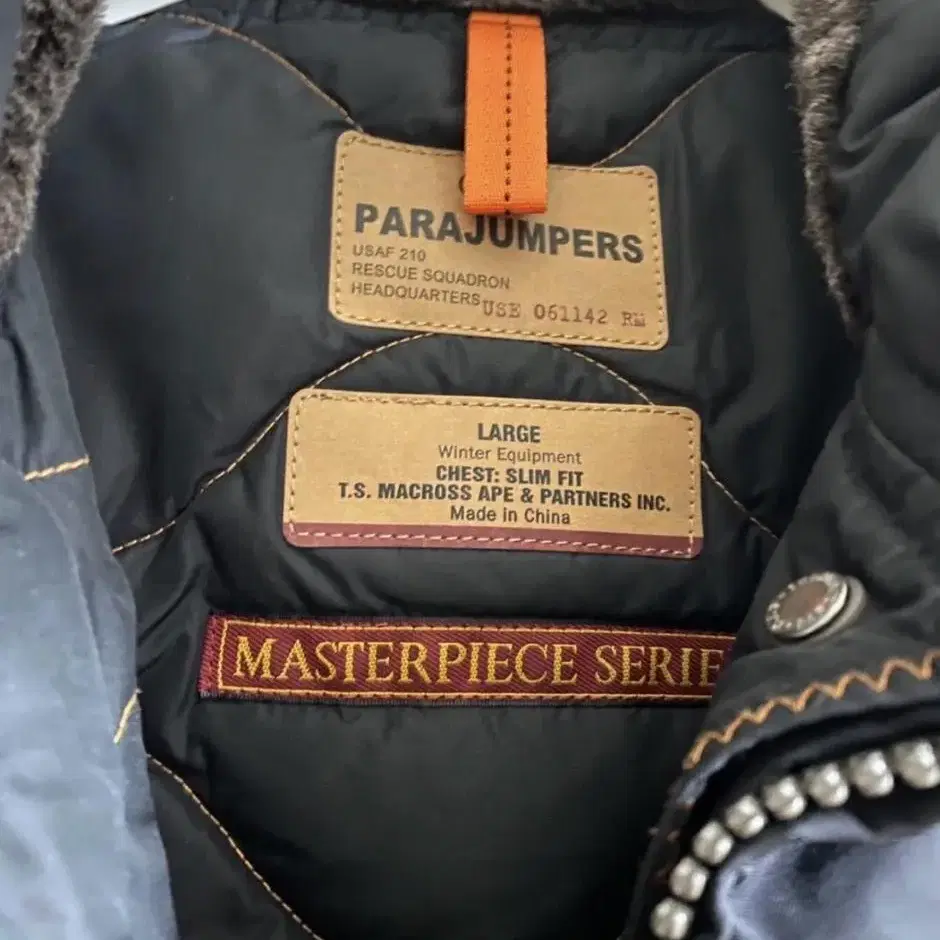 PARAJUMPERS
USAF 210
RESCUE SQUADRON
HEADQUARTERS USE 061142 RM
LARGE
Winter Equipment
CHEST: SLIM FIT
T.S. MACROSS APE & PARTNERS INC.
Made in China
MASTERPIECE SERIE